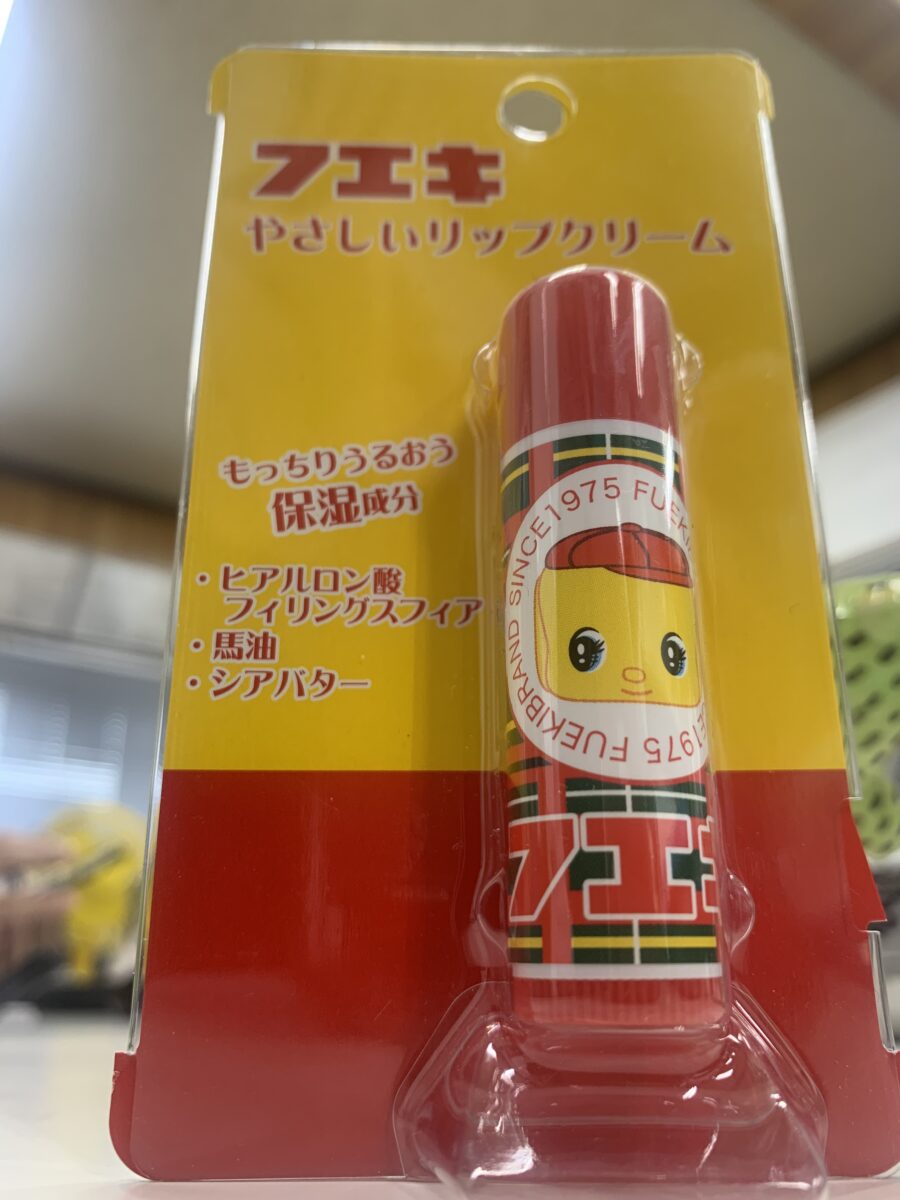 フエキ
やさしいリップクリーム
もっちりうるおう
保湿成分
・ヒアルロン酸
フィリングスフィア
・馬油
・シアバター
FUEKIBRAND SINCE1975 FUEKI
1975
フエキ